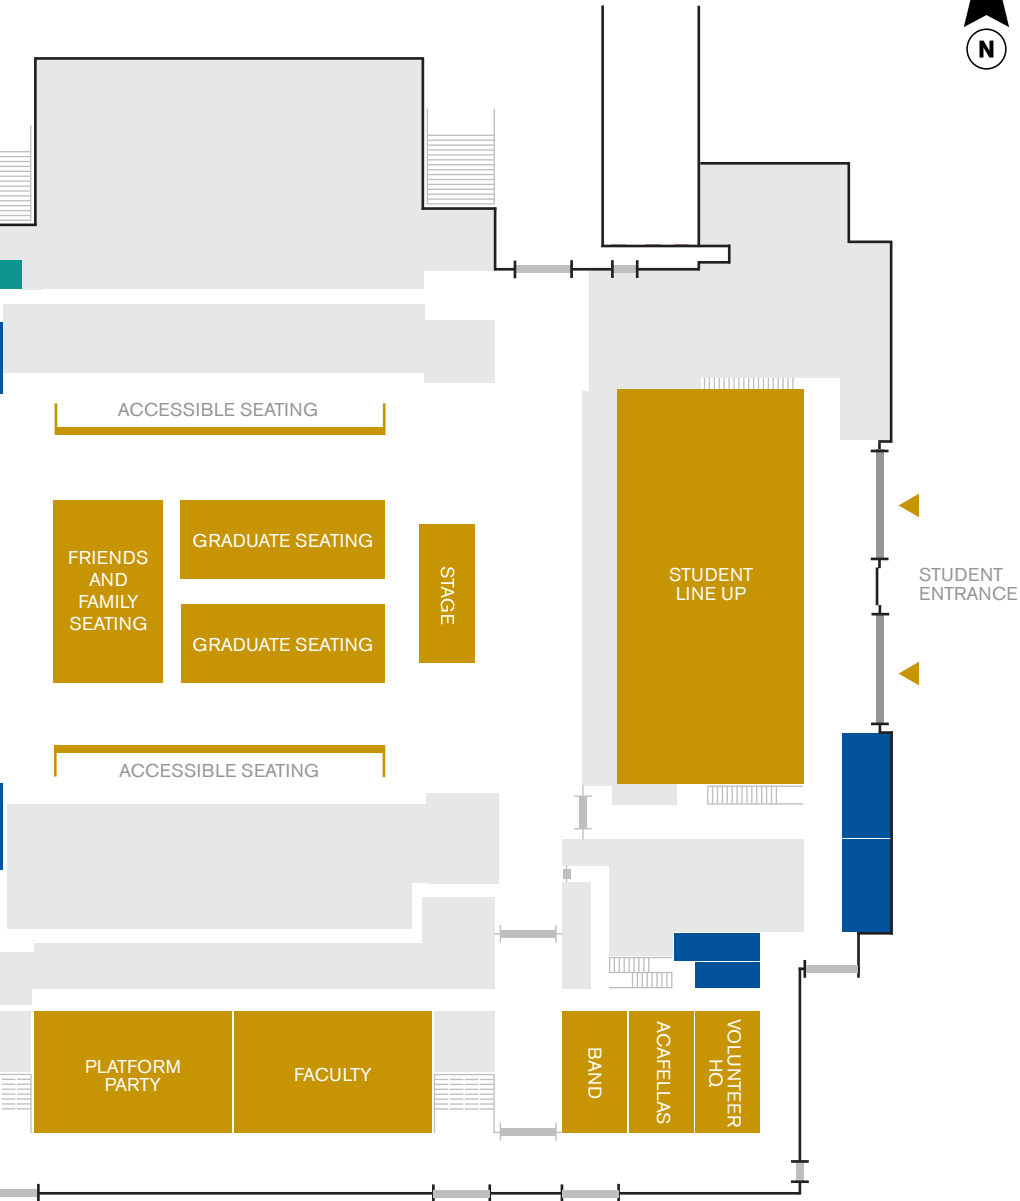 N
ACCESSIBLE SEATING
FRIENDS
AND
FAMILY
SEATING
GRADUATE SEATING
GRADUATE SEATING
STAGE
STUDENT
LINE UP
STUDENT
ENTRANCE
ACCESSIBLE SEATING
PLATFORM
PARTY
FACULTY
BAND
ACAFELLAS
VOLUNTEER
HQ